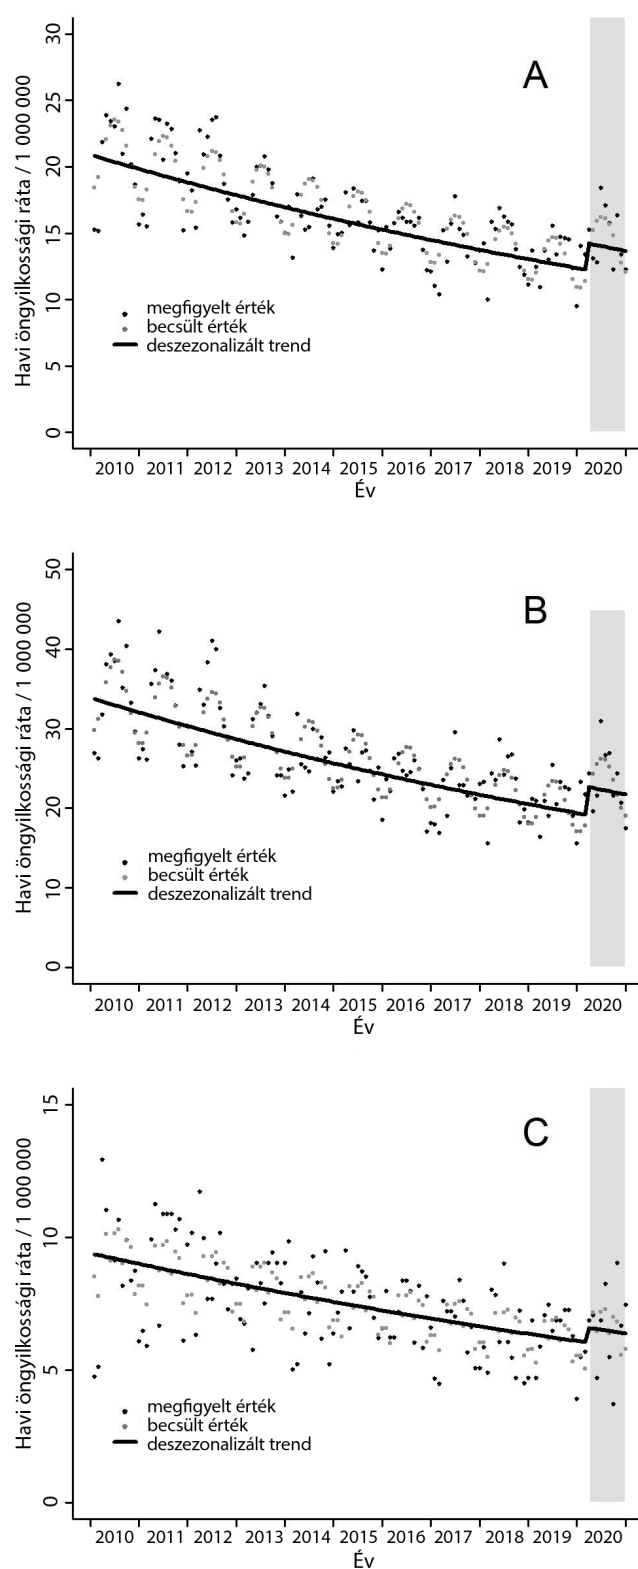 A
30
25
20
15
10
5
0
Havi öngyilkossági ráta / 1 000 000
megfigyelt érték
becsült érték
deszezonalizált trend
2010 2011 2012 2013 2014 2015 2016 2017 2018 2019 2020
Év
B
50
40
30
20
10
0
Havi öngyilkossági ráta / 1 000 000
megfigyelt érték
becsült érték
deszezonalizált trend
2010 2011 2012 2013 2014 2015 2016 2017 2018 2019 2020
Év
C
15
10
5
0
Havi öngyilkossági ráta / 1 000 000
megfigyelt érték
becsült érték
deszezonalizált trend
2010 2011 2012 2013 2014 2015 2016 2017 2018 2019 2020
Év